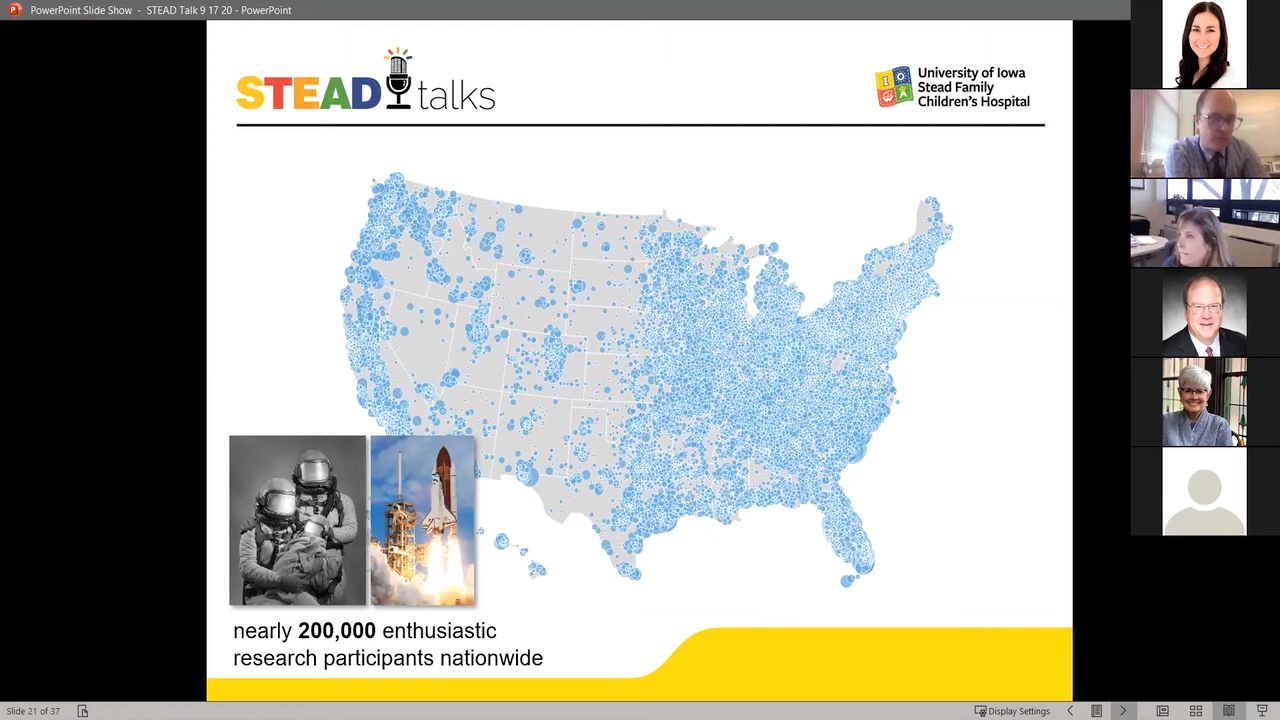 PowerPoint Slide Show - STEAD Talk 9 17 20 - PowerPoint
STEAD talks
University of Iowa
Stead Family
Children's Hospital
nearly 200,000 enthusiastic
research participants nationwide
Slide 21 of 37
Display Settings